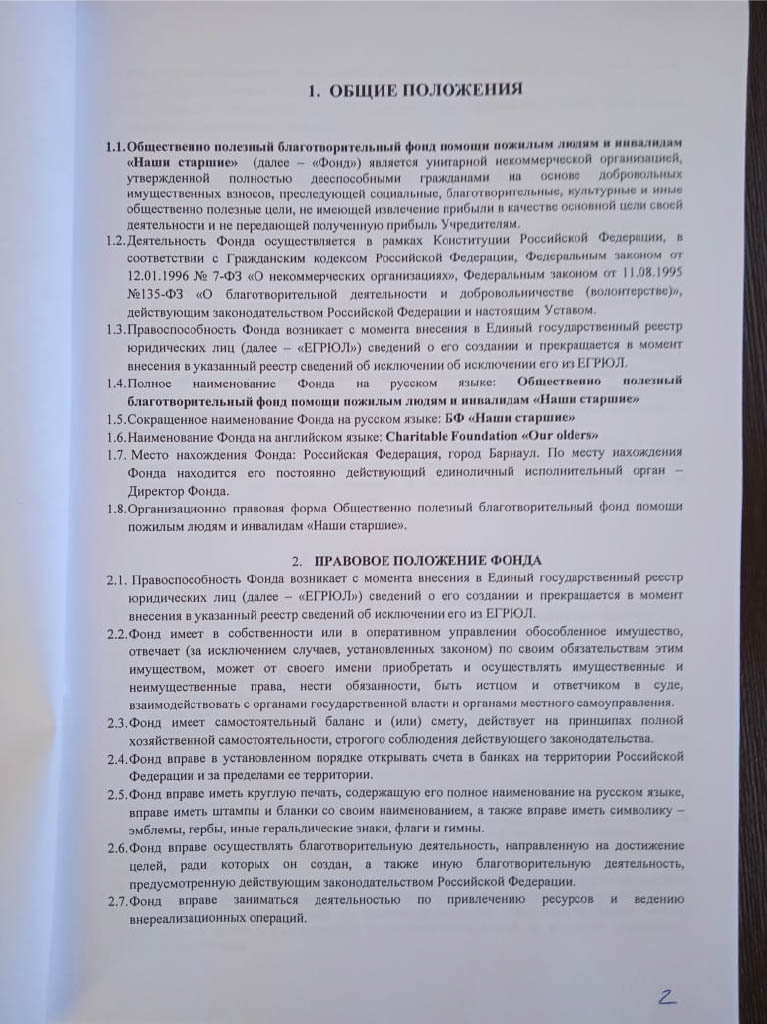 1. ОБЩИЕ ПОЛОЖЕНИЯ
1.1. Общественно полезный благотворительный фонд помощи пожилым людям и инвалидам
«Наши старшие» (далее – «Фонд») является унитарной некоммерческой организацией,
утвержденной полностью дееспособными гражданами на основе добровольных
имущественных взносов, преследующей социальные, благотворительные, культурные и иные
общественно полезные цели, не имеющей извлечение прибыли в качестве основной цели своей
деятельности и не передающей полученную прибыль Учредителям.
1.2. Деятельность Фонда осуществляется в рамках Конституции Российской Федерации, в
соответствии с Гражданским кодексом Российской Федерации, Федеральным законом от
12.01.1996 № 7-ФЗ «О некоммерческих организациях», Федеральным законом от 11.08.1995
№135-ФЗ «О благотворительной деятельности и добровольничестве (волонтерстве)»,
действующим законодательством Российской Федерации и настоящим Уставом.
1.3. Правоспособность Фонда возникает с момента внесения в Единый государственный реестр
юридических лиц (далее – «ЕГРЮЛ») сведений о его создании и прекращается в момент
внесения в указанный реестр сведений об исключении об исключении его из ЕГРЮЛ.
1.4. Полное наименование Фонда на русском языке: Общественно полезный
благотворительный фонд помощи пожилым людям и инвалидам «Наши старшие»
1.5. Сокращенное наименование Фонда на русском языке: БФ «Наши старшие»
1.6. Наименование Фонда на английском языке: Charitable Foundation «Our olders»
1.7. Место нахождения Фонда: Российская Федерация, город Барнаул. По месту нахождения
Фонда находится его постоянно действующий единоличный исполнительный орган –
Директор Фонда.
1.8. Организационно правовая форма Общественно полезный благотворительный фонд помощи
пожилым людям и инвалидам «Наши старшие».
2. ПРАВОВОЕ ПОЛОЖЕНИЕ ФОНДА
2.1. Правоспособность Фонда возникает с момента внесения в Единый государственный реестр
юридических лиц (далее – «ЕГРЮЛ») сведений о его создании и прекращается в момент
внесения в указанный реестр сведений об исключении его из ЕГРЮЛ.
2.2. Фонд имеет в собственности или в оперативном управлении обособленное имущество,
отвечает (за исключением случаев, установленных законом) по своим обязательствам этим
имуществом, может от своего имени приобретать и осуществлять имущественные и
неимущественные права, нести обязанности, быть истцом и ответчиком в суде,
взаимодействовать с органами государственной власти и органами местного самоуправления.
2.3. Фонд имеет самостоятельный баланс и (или) смету, действует на принципах полной
хозяйственной самостоятельности, строгого соблюдения действующего законодательства.
2.4. Фонд вправе в установленном порядке открывать счета в банках на территории Российской
Федерации и за пределами ее территории.
2.5. Фонд вправе иметь круглую печать, содержащую его полное наименование на русском языке,
вправе иметь штампы и бланки со своим наименованием, а также вправе иметь символику –
эмблемы, гербы, иные геральдические знаки, флаги и гимны.
2.6. Фонд вправе осуществлять благотворительную деятельность, направленную на достижение
целей, ради которых он создан, а также иную благотворительную деятельность,
предусмотренную действующим законодательством Российской Федерации.
2.7. Фонд вправе заниматься деятельностью по привлечению ресурсов и ведению
внереализационных операций.
2